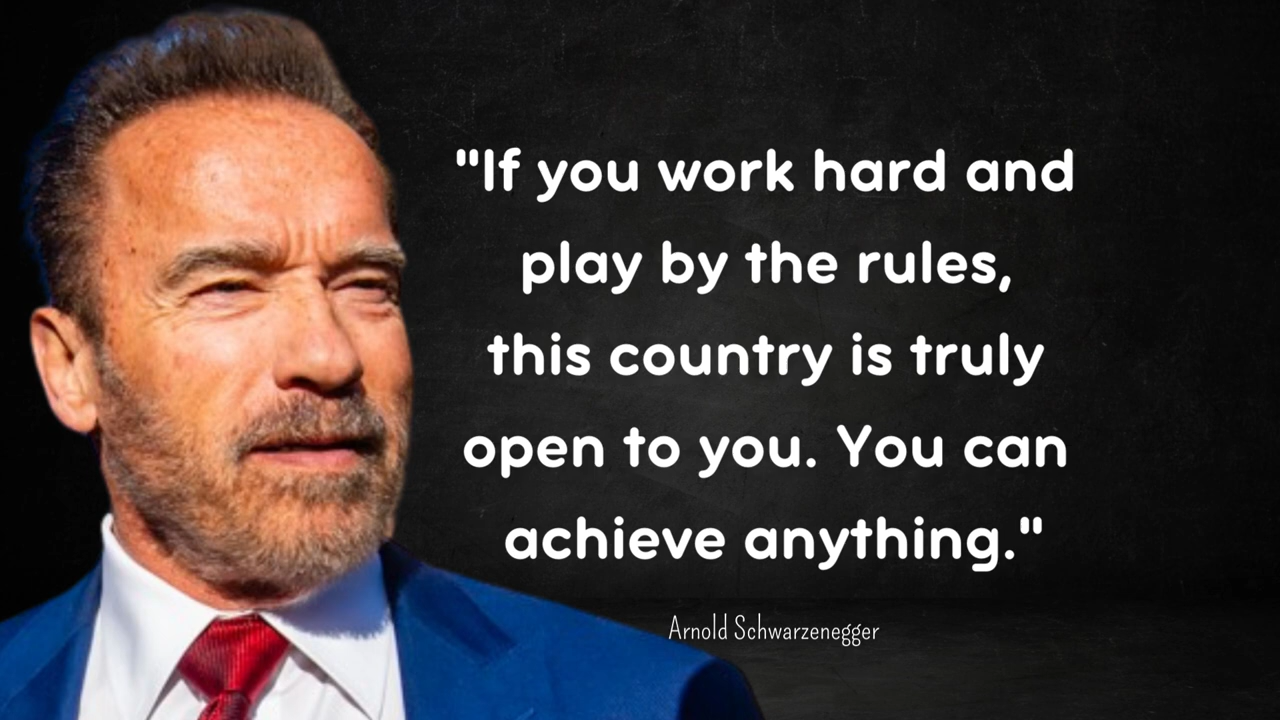 "If you work hard and
play by the rules,
this country is truly
open to you. You can
achieve anything."
Arnold Schwarzenegger